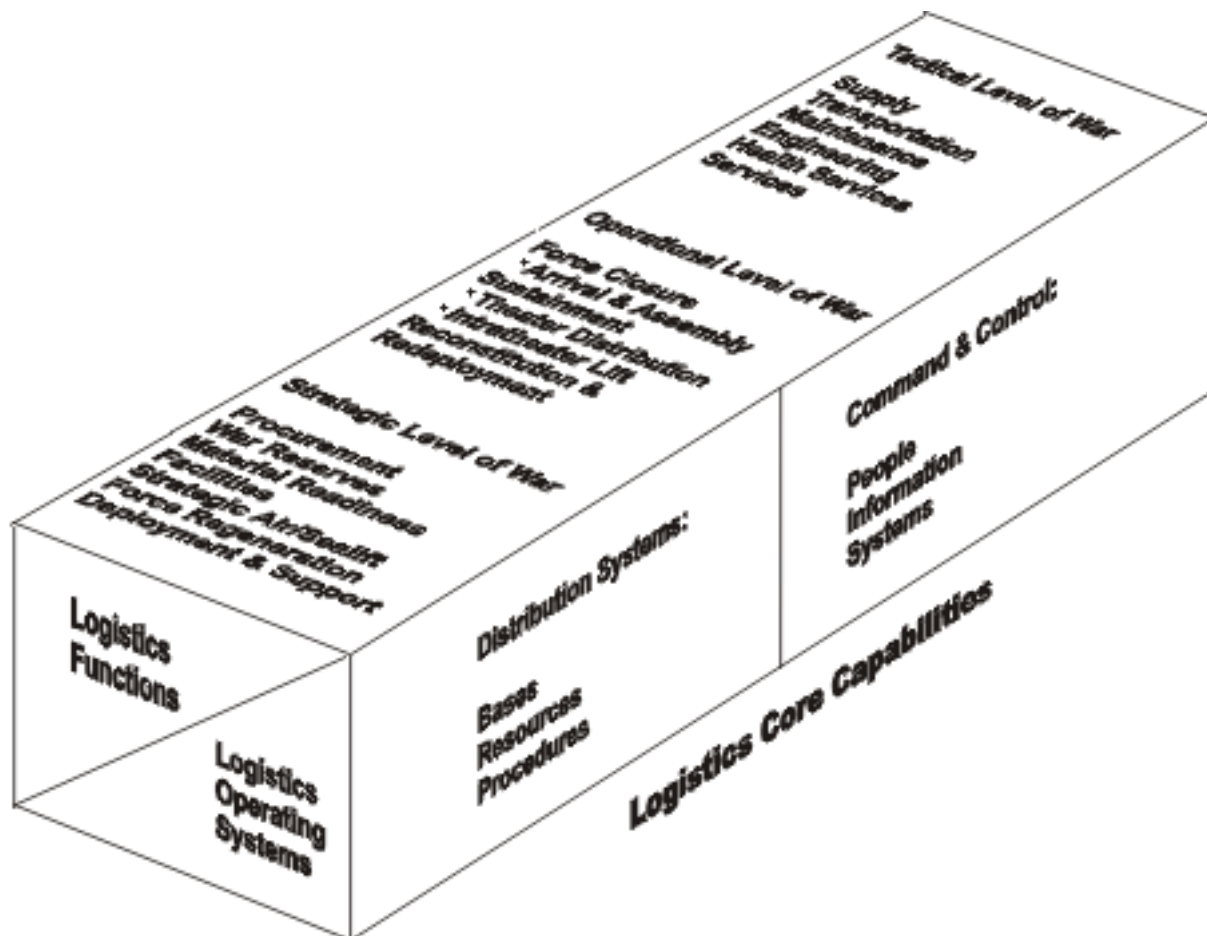 Tactical Level of War
Supply
Transportation
Maintenance
Engineering
Health Services
Services
Operational Level of War
Force Closure
*Arrival & Assembly
Sustainment
*Theater Distribution
*Intratheater Lift
Reconstitution &
Redeployment
Strategic Level of War
Procurement
War Reserves
Material Readiness
Facilities
Strategic Air/Sealift
Force Regeneration
Deployment & Support
Logistics
Functions
Logistics
Operating
Systems
Distribution Systems:
Bases
Resources
Procedures
Command & Control:
People
Information
Systems
Logistics Core Capabilities